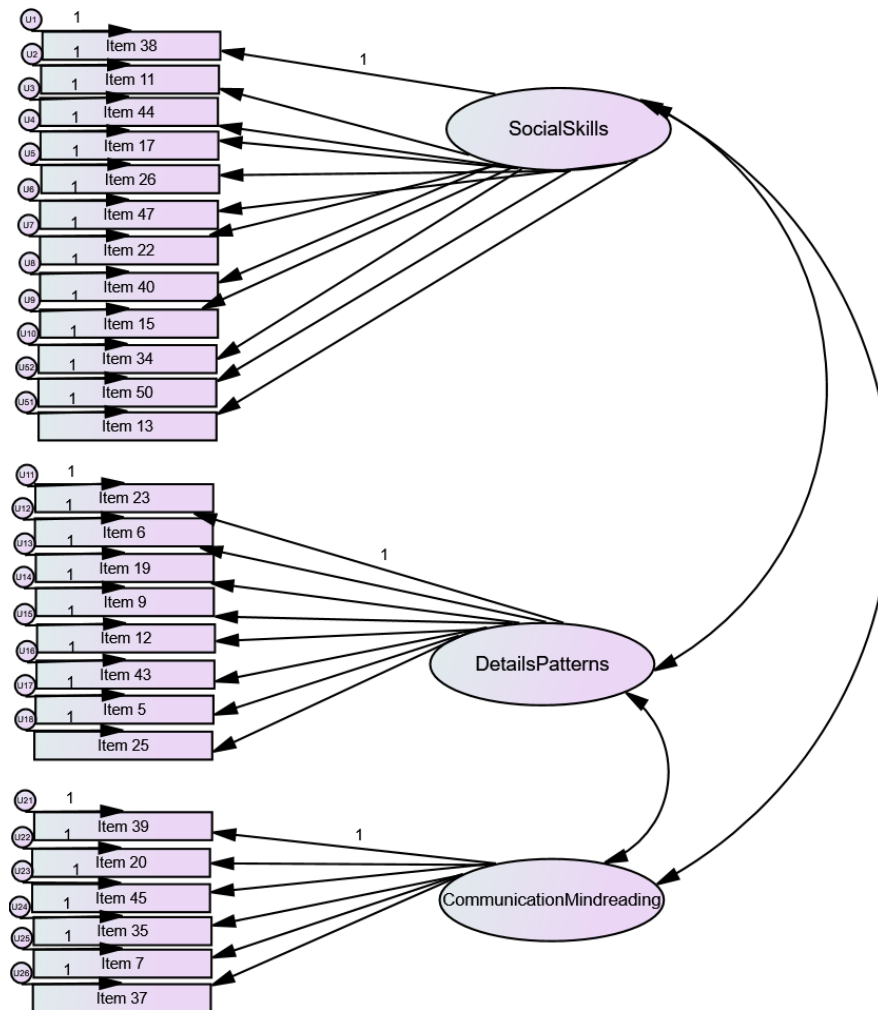 U1 1
Item 38
U2 1
Item 11
U3 1
Item 44
U4 1
Item 17
U5 1
Item 26
U6 1
Item 47
U7 1
Item 22
U8 1
Item 40
U9 1
Item 15
U10 1
Item 34
U52 1
Item 50
U51 1
Item 13
1
SocialSkills
U11 1
Item 23
U12 1
Item 6
U13 1
Item 19
U14 1
Item 9
U15 1
Item 12
U16 1
Item 43
U17 1
Item 5
U18 1
Item 25
1
DetailsPatterns
U21 1
Item 39
U22 1
Item 20
U23 1
Item 45
U24 1
Item 35
U25 1
Item 7
U26 1
Item 37
1
CommunicationMindreading